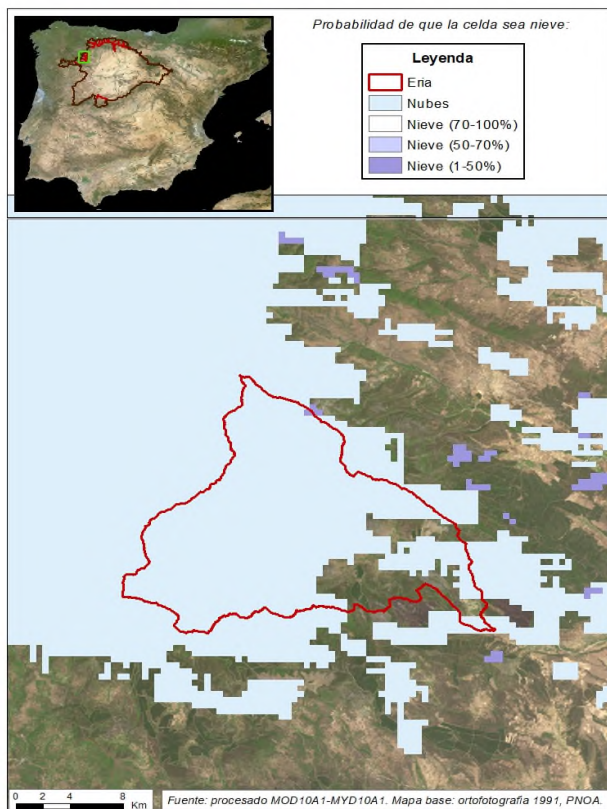 Probabilidad de que la celda sea nieve:
Leyenda
Eria
Nubes
Nieve (70-100%)
Nieve (50-70%)
Nieve (1-50%)
0 2 4 8
Km
Fuente: procesado MOD10A1-MYD10A1. Mapa base: ortofotografia 1991, PNOA